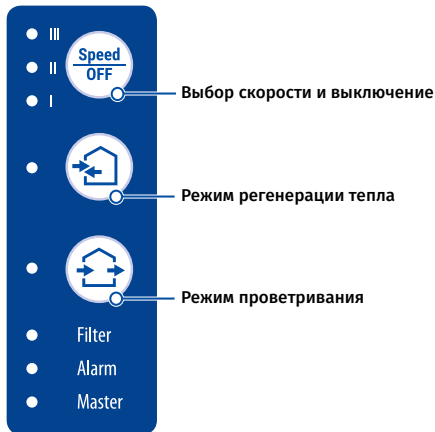 III
Speed
OFF
II
I
Выбор скорости и выключение
Режим регенерации тепла
Режим проветривания
Filter
Alarm
Master